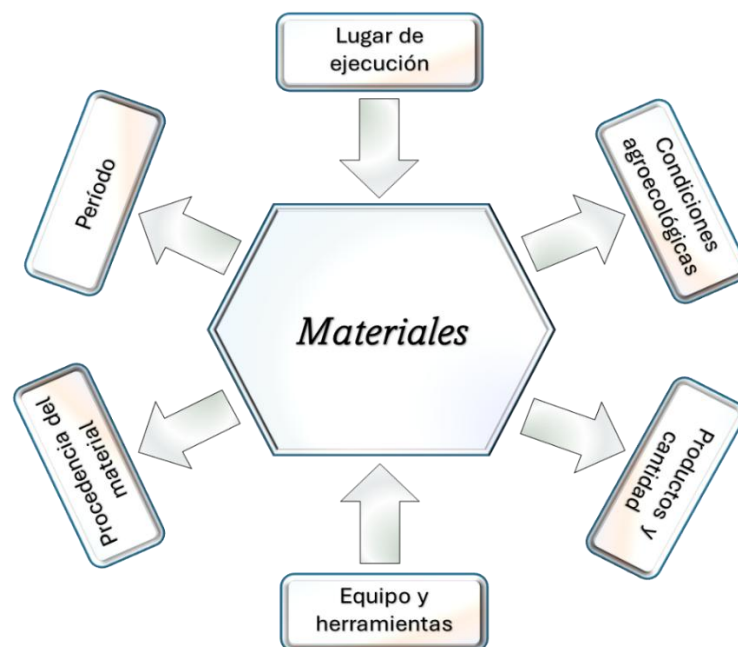 Lugar de
ejecución
Condiciones
agroecológicas
Período
Materiales
Procedencia del
material
Productos y
cantidad
Equipo y
herramientas